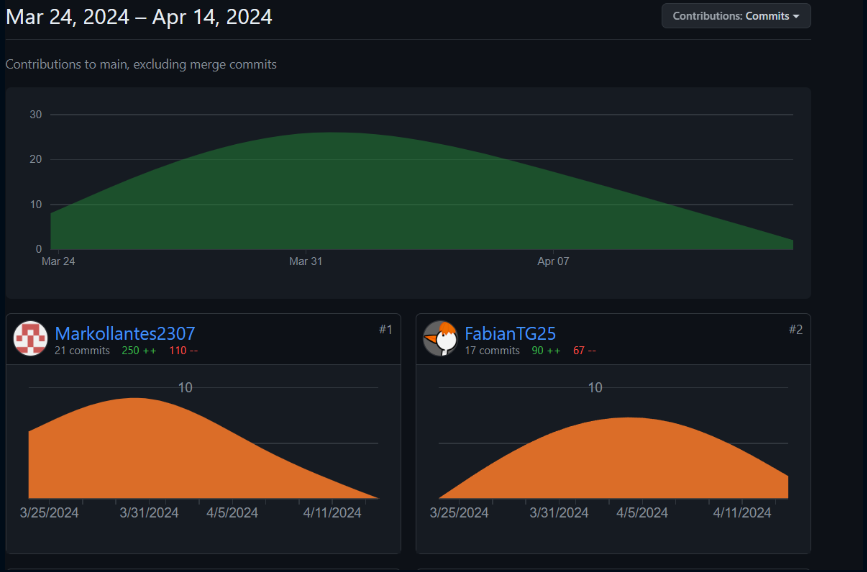 Mar 24, 2024 – Apr 14, 2024
Contributions: Commits
Contributions to main, excluding merge commits
30
20
10
0
Mar 24
Mar 31
Apr 07
Markollantes2307
#1
21 commits 250 ++ 110 --
10
3/25/2024 3/31/2024 4/5/2024 4/11/2024
FabianTG25
#2
17 commits 90 ++ 67 --
10
3/25/2024 3/31/2024 4/5/2024 4/11/2024